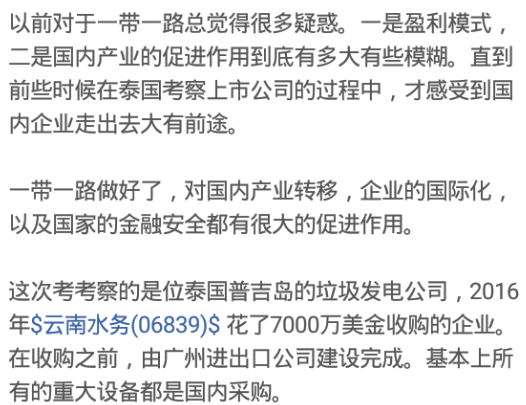 以前对于一带一路总觉得很多疑惑。一是盈利模式，
二是国内产业的促进作用到底有多大有些模糊。直到
前些时候在泰国考察上市公司的过程中，才感受到国
内企业走出去大有前途。
一带一路做好了，对国内产业转移，企业的国际化，
以及国家的金融安全都有很大的促进作用。
这次考考察的是位泰国普吉岛的垃圾发电公司，2016
年$云南水务(06839)$ 花了7000万美金收购的企业。
在收购之前，由广州进出口公司建设完成。基本上所
有的重大设备都是国内采购。